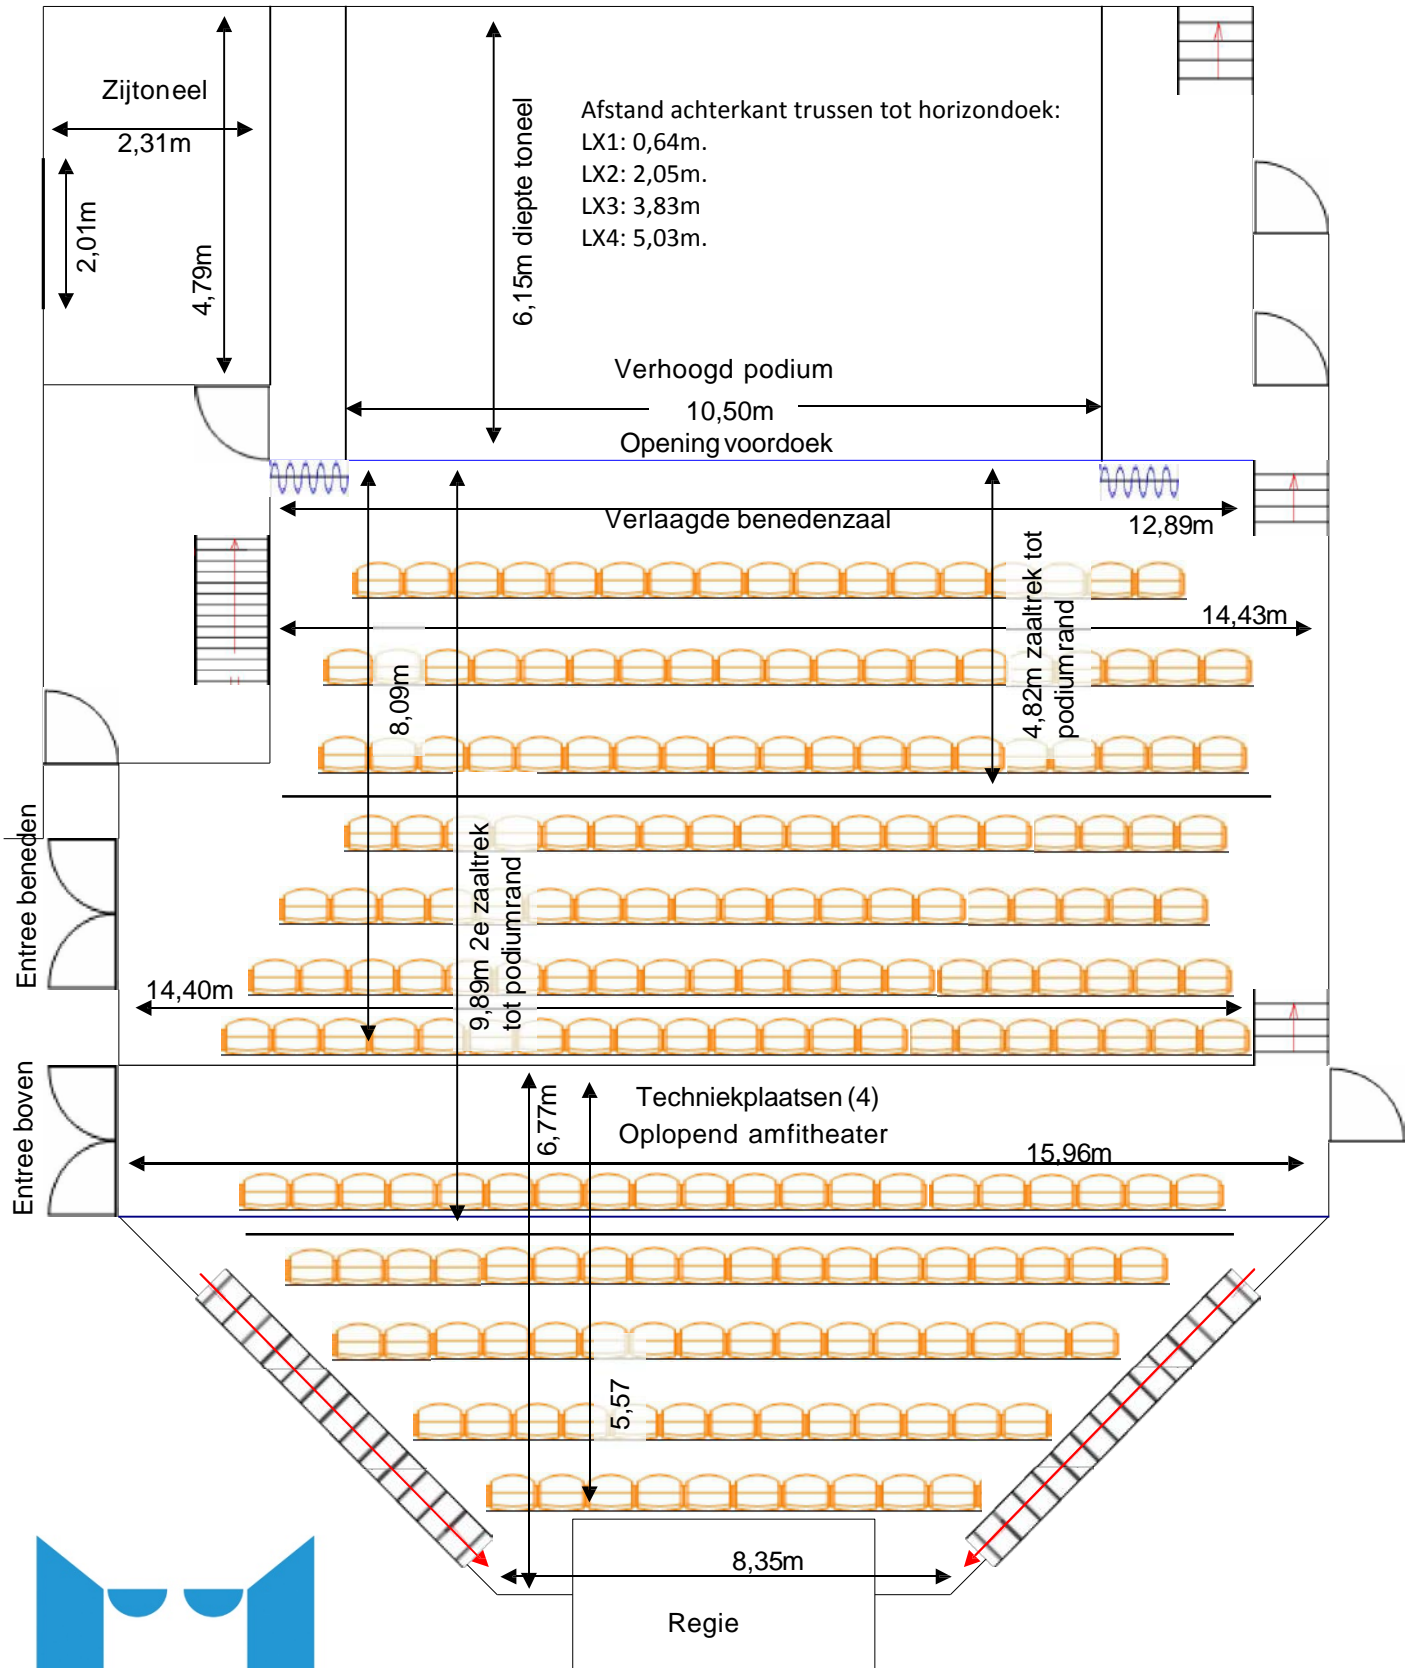 Zijtoneel
2,31m
2,01m
4,79m
6,15m diepte toneel
Afstand achterkant trussen tot horizondoek:
LX1: 0,64m.
LX2: 2,05m.
LX3: 3,83m
LX4: 5,03m.
Verhoogd podium
10,50m
Opening voordoek
Verlaagde benedenzaal
12,89m
14,43m
4,82m zaaltrek tot
podiumrand
8,09m
9,89m 2e zaaltrek
tot podiumrand
Entree beneden
14,40m
Entree boven
6,77m
Techniekplaatsen (4)
Oplopend amfitheater
15,96m
5,57
8,35m
Regie